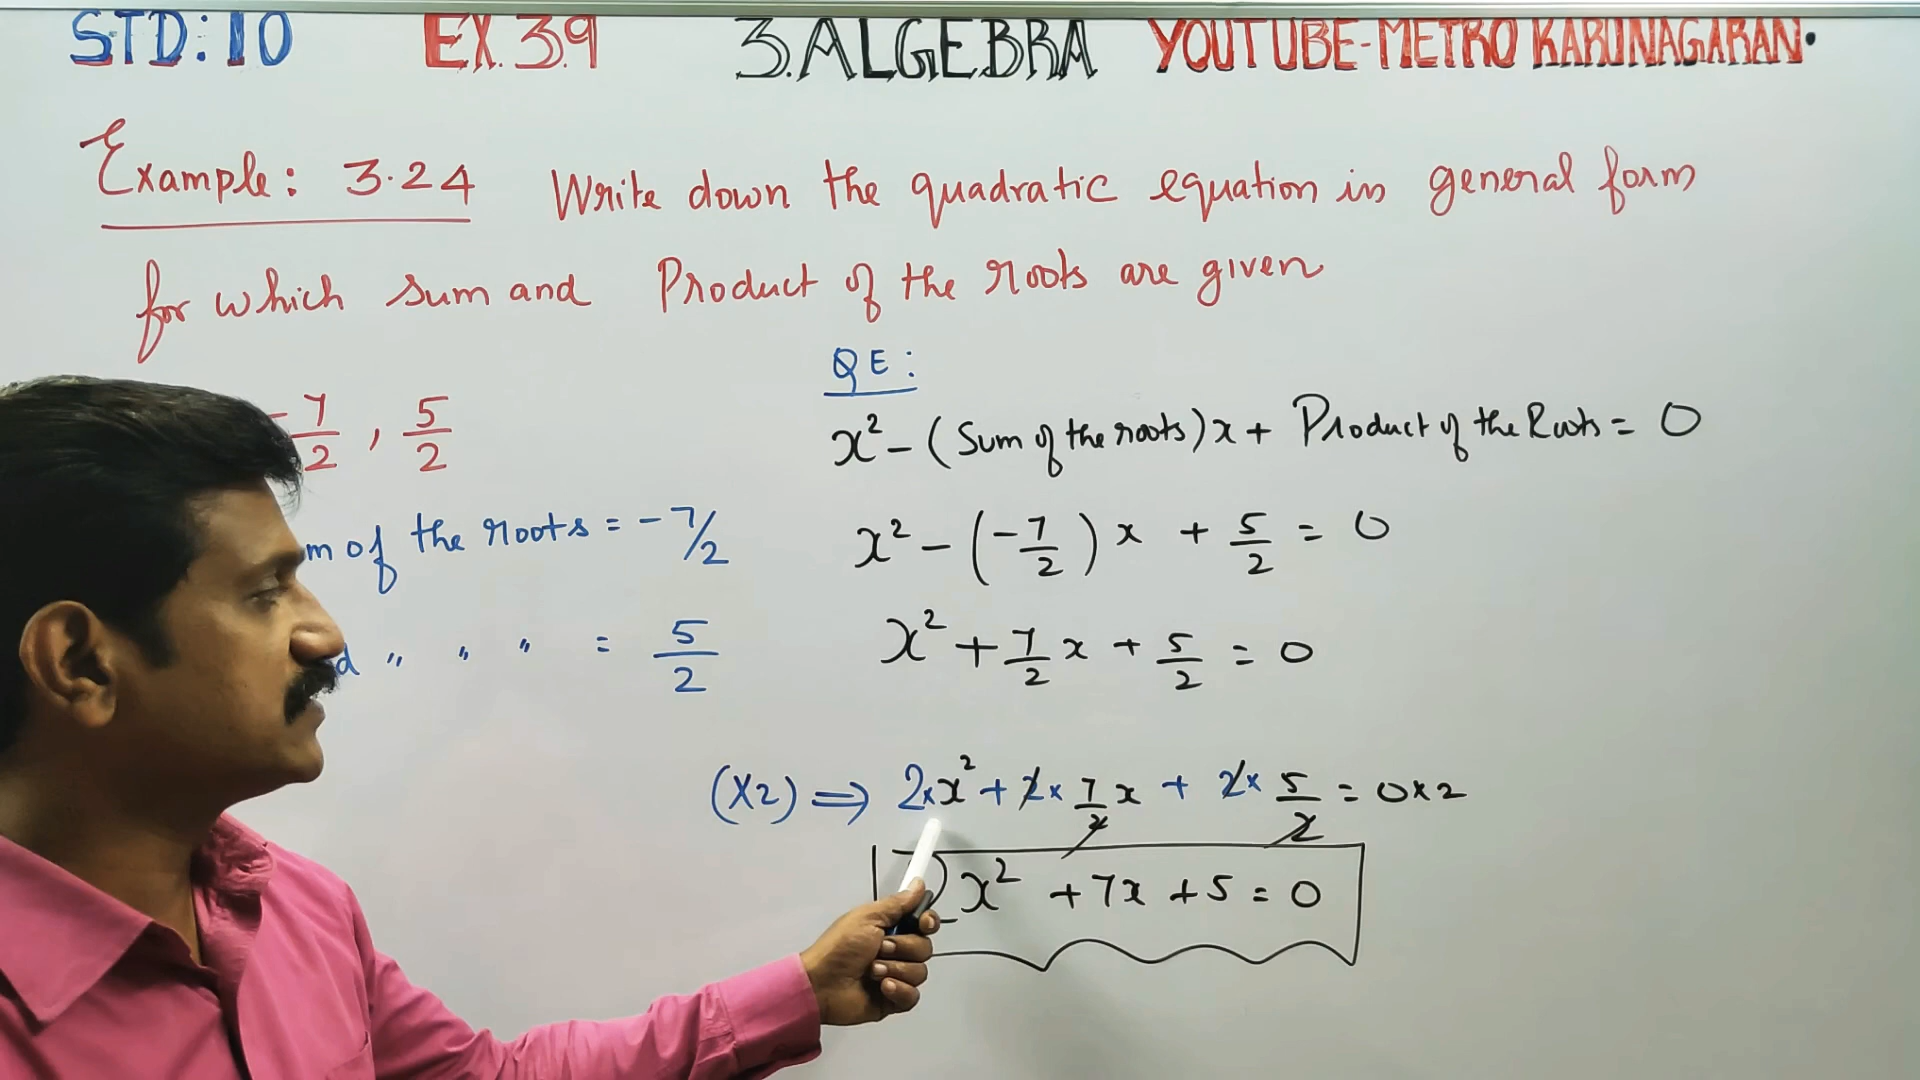 STD: 10 EX. 3.9 3. ALGEBRA YOUTUBE-METRO KARUNAGARAN.
Example: 3.24 Write down the quadratic equation in general form
for which sum and Product of the roots are given
-7/2 , 5/2
m of the roots = -7/2
d " " " = 5/2
QE:
x² - (Sum of the roots)x + Product of the Roots = 0
x² - (-7/2) x + 5/2 = 0
x² + 7/2 x + 5/2 = 0
(x2) ⇒ 2×x² + 2× 7/2 x + 2× 5/2 = 0×2
2x² + 7x + 5 = 0